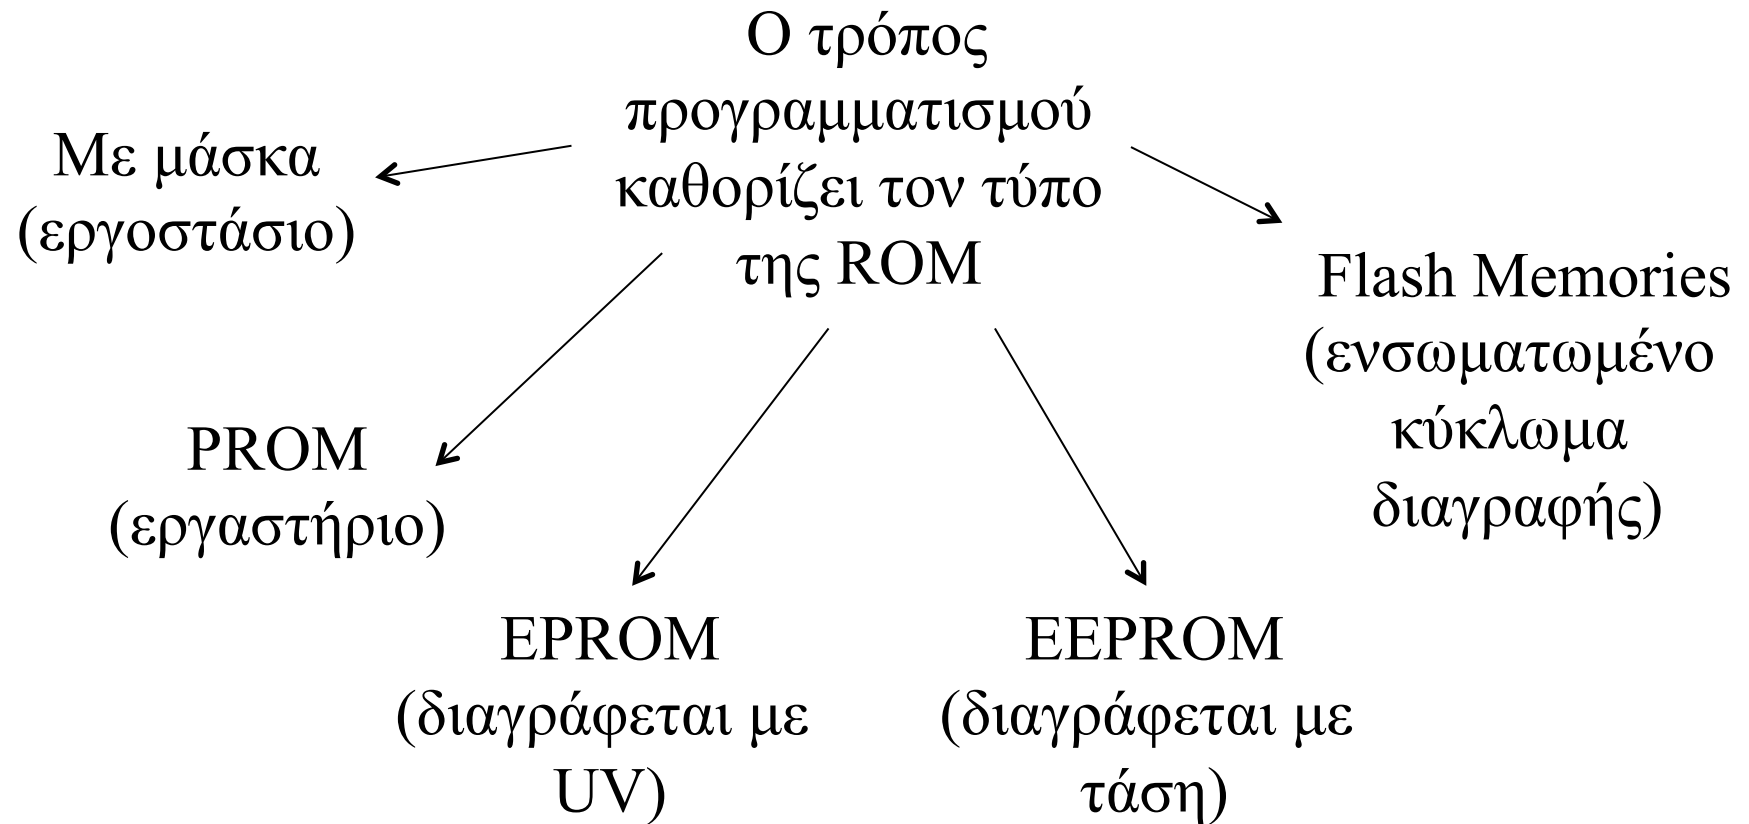 Ο τρόπος
προγραμματισμού
καθορίζει τον τύπο
της ROM
Με μάσκα
(εργοστάσιο)
PROM
(εργαστήριο)
EPROM
(διαγράφεται με
UV)
EEPROM
(διαγράφεται με
τάση)
Flash Memories
(ενσωματωμένο
κύκλωμα
διαγραφής)